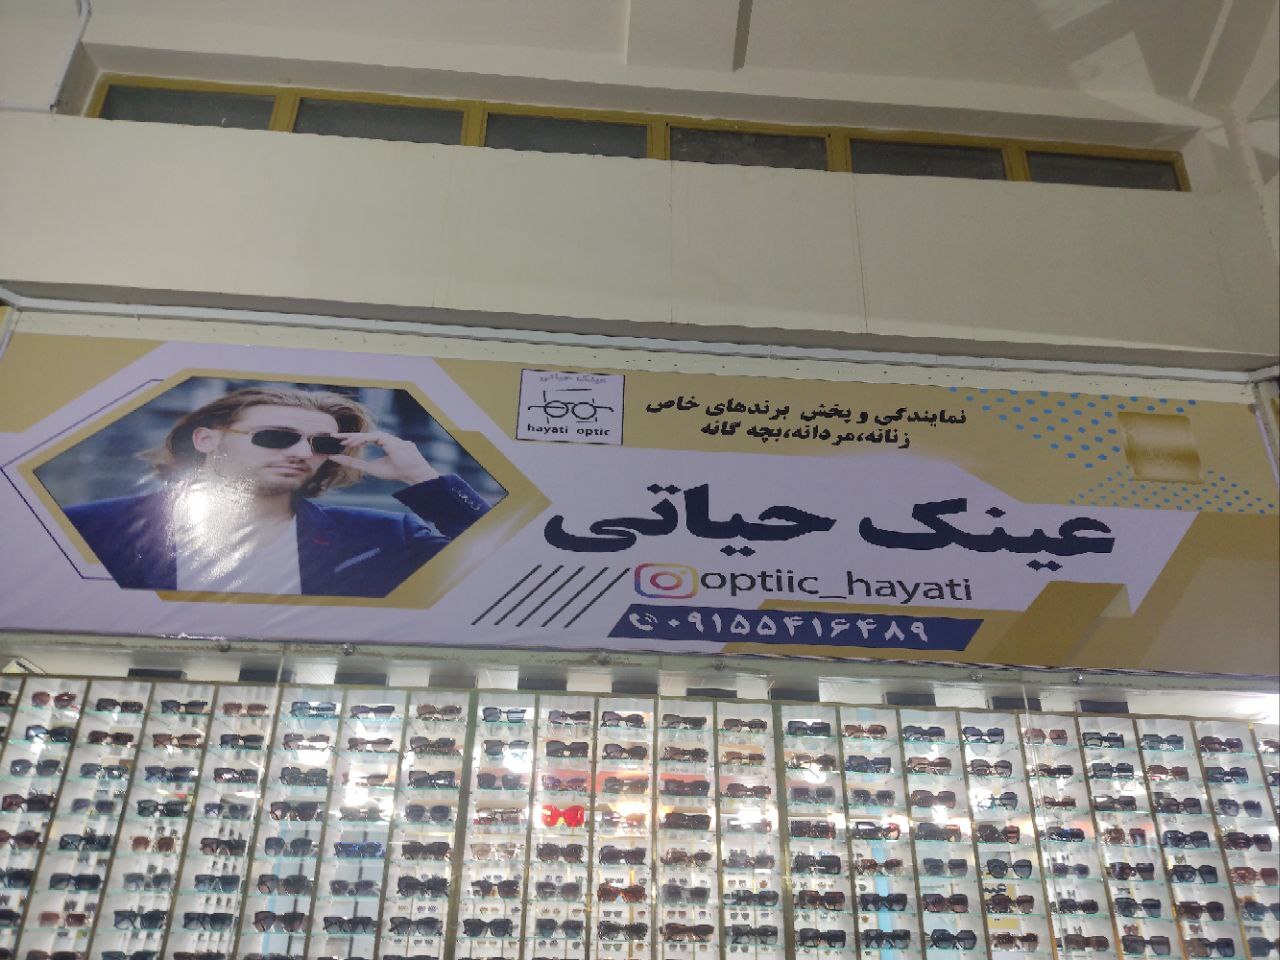 عینک حیاتی
hayati optic
نمایندگی و پخش برندهای خاص
زنانه،مردانه،بچه گانه
عینک حیاتی
optiic_hayati
۰۹۱۵۵۴۱۶۴۸۹